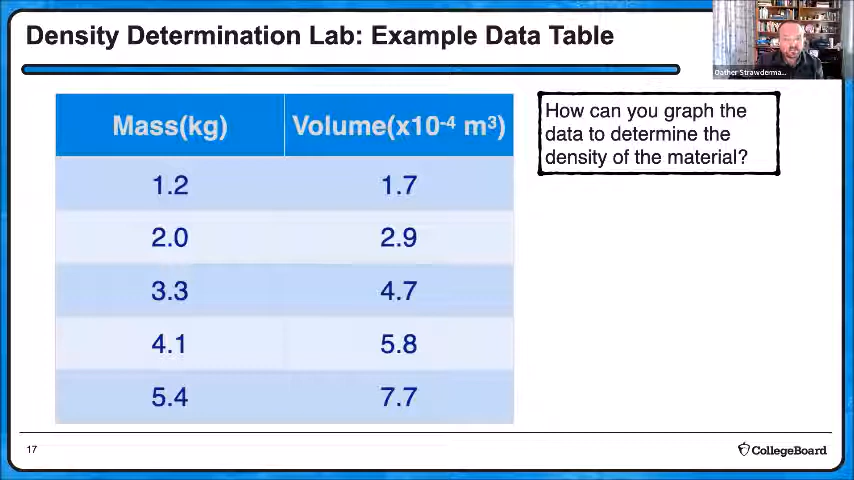 Density Determination Lab: Example Data Table
Oather Strawderma...
Mass(kg) Volume(x10⁻⁴ m³)
1.2 1.7
2.0 2.9
3.3 4.7
4.1 5.8
5.4 7.7
How can you graph the
data to determine the
density of the material?
17
CollegeBoard